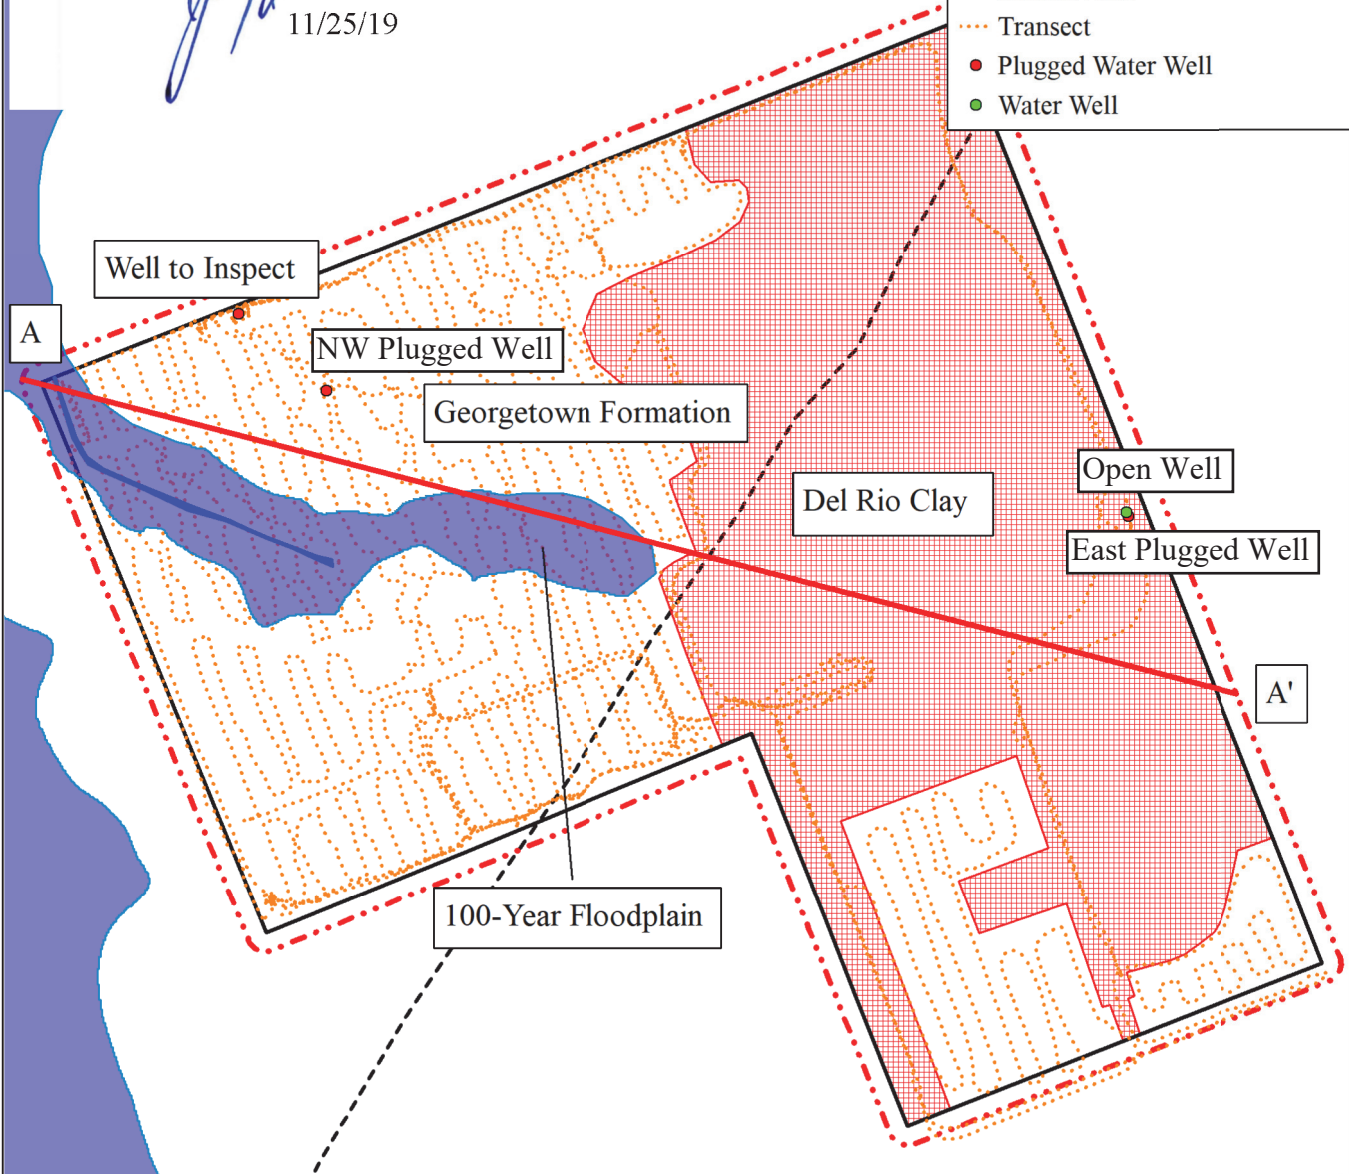 11/25/19
Transect
Plugged Water Well
Water Well
Well to Inspect
A
NW Plugged Well
Georgetown Formation
Open Well
Del Rio Clay
East Plugged Well
A'
100-Year Floodplain